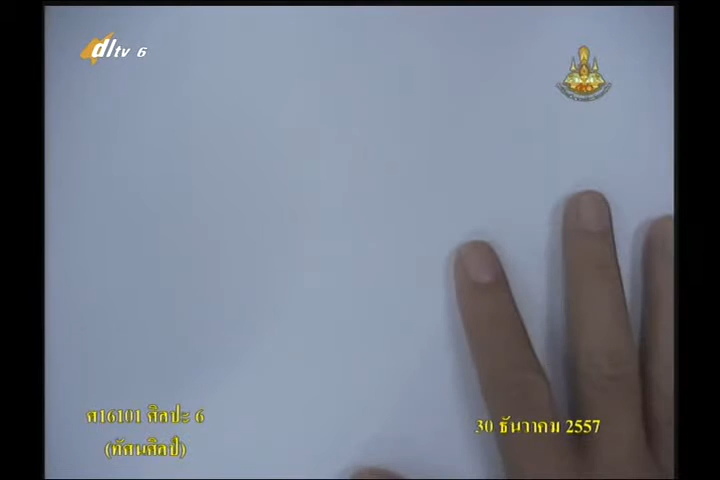 dltv 6
ศ16101 ศิลปะ 6
(ทัศนศิลป์)
30 ธันวาคม 2557